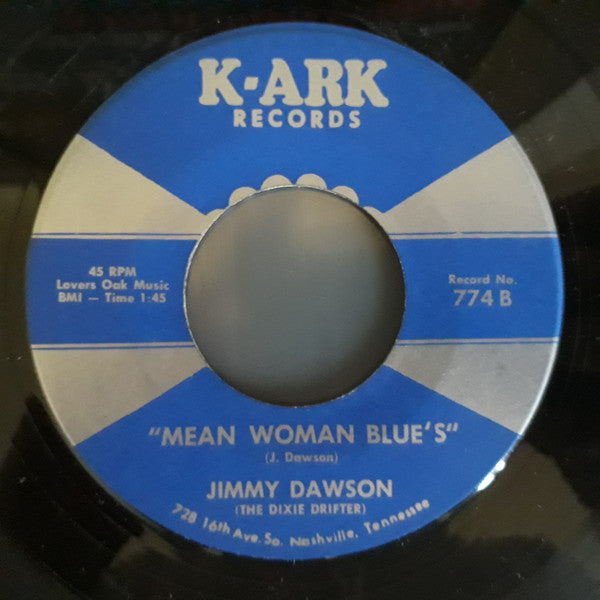 K-ARK
RECORDS
45 RPM
Lovers Oak Music
BMI — Time 1:45
Record No.
774 B
"MEAN WOMAN BLUE'S"
(J. Dawson)
JIMMY DAWSON
(THE DIXIE DRIFTER)
728 16th Ave. So. Nashville, Tennessee